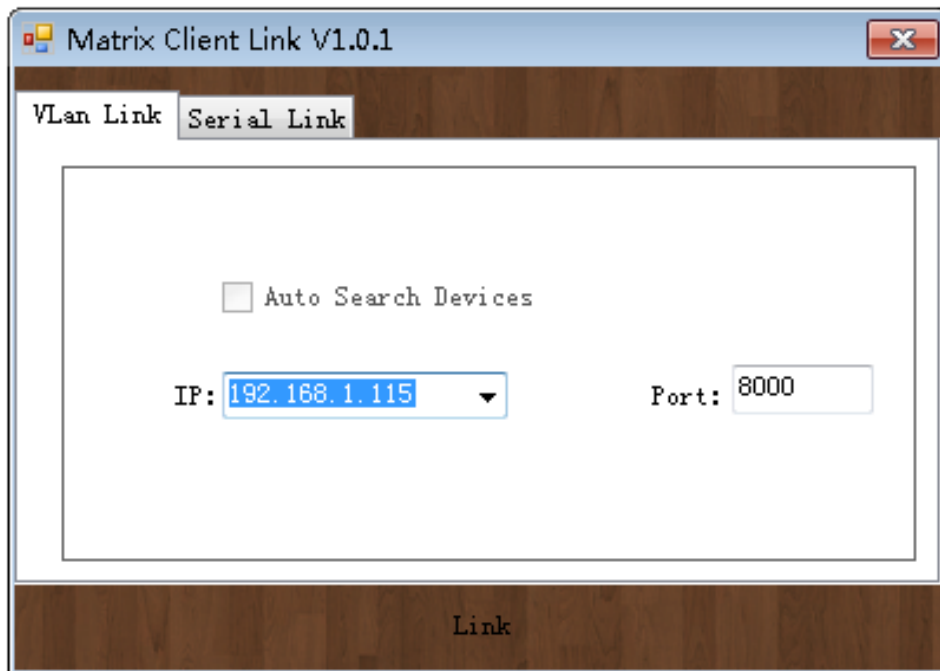 Matrix Client Link V1.0.1
VLan Link Serial Link
Auto Search Devices
IP: 192.168.1.115 Port: 8000
Link